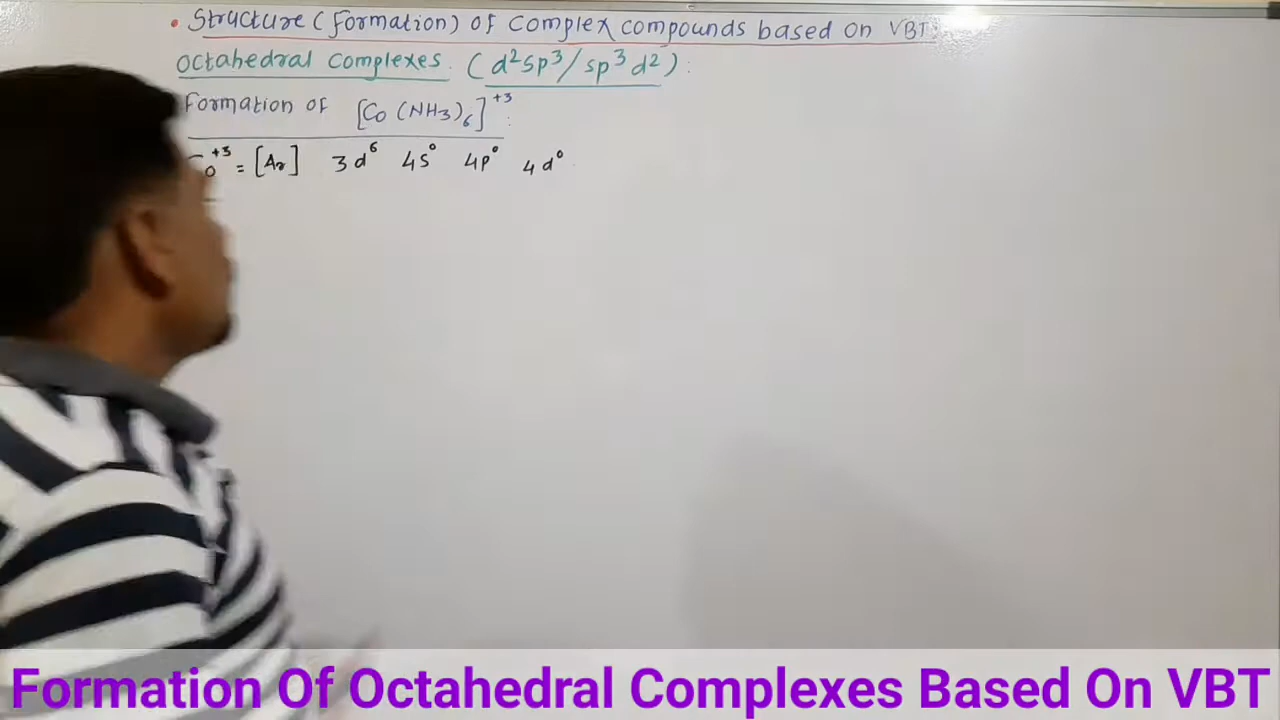 • Structure (formation) of Complex compounds based on VBT:
Octahedral Complexes. (d²sp³/sp³d²):
Formation of [Co(NH3)₆]⁺³:
⁺³ = [Ar] 3d⁶ 4s⁰ 4p⁰ 4d⁰
Formation Of Octahedral Complexes Based On VBT